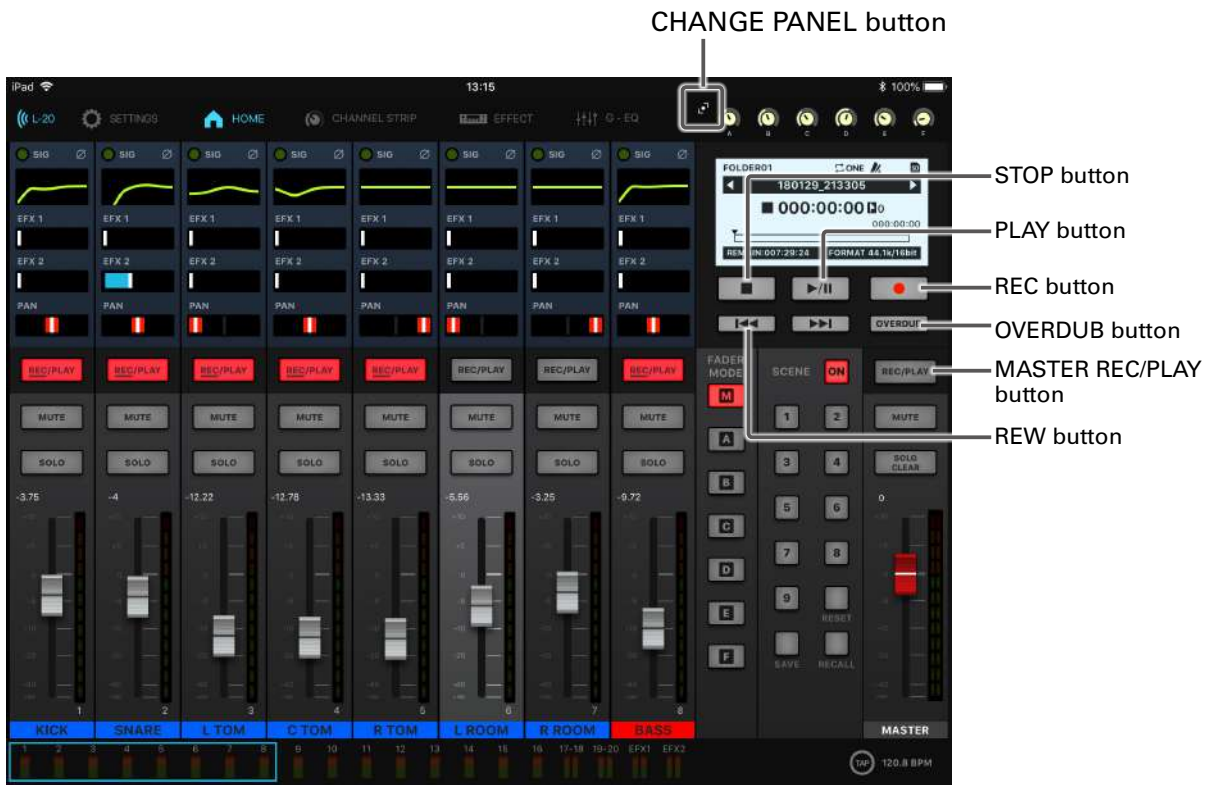 CHANGE PANEL button
iPad 13:15 100%
L-20 SETTINGS HOME CHANNEL STRIP EFFECT G - EQ
A B C D E F
SIG SIG SIG SIG SIG SIG SIG SIG
FOLDER01 ONE
180129_213305
000:00:00 0
000:00:00
REMAIN:007:29:24 FORMAT 44.1k/16bit
STOP button
PLAY button
REC button
OVERDUB button
MASTER REC/PLAY
button
REW button
EFX 1 EFX 1 EFX 1 EFX 1 EFX 1 EFX 1 EFX 1 EFX 1
EFX 2 EFX 2 EFX 2 EFX 2 EFX 2 EFX 2 EFX 2 EFX 2
PAN PAN PAN PAN PAN PAN PAN PAN
OVERDUB
REC/PLAY REC/PLAY REC/PLAY REC/PLAY REC/PLAY REC/PLAY REC/PLAY REC/PLAY
FADER
MODE
SCENE ON REC/PLAY
MUTE MUTE MUTE MUTE MUTE MUTE MUTE MUTE M 1 2 MUTE
SOLO SOLO SOLO SOLO SOLO SOLO SOLO SOLO A 3 4 SOLO
CLEAR
-3.75 -4 -12.22 -12.78 -13.33 -5.56 -3.25 -9.72 B 0
C 5 6
D 7 8
E 9 RESET
F SAVE RECALL
1 2 3 4 5 6 7 8
KICK SNARE L TOM C TOM R TOM L ROOM R ROOM BASS MASTER
1 2 3 4 5 6 7 8 9 10 11 12 13 14 15 16 17-18 19-20 EFX1 EFX2
TAP 120.8 BPM